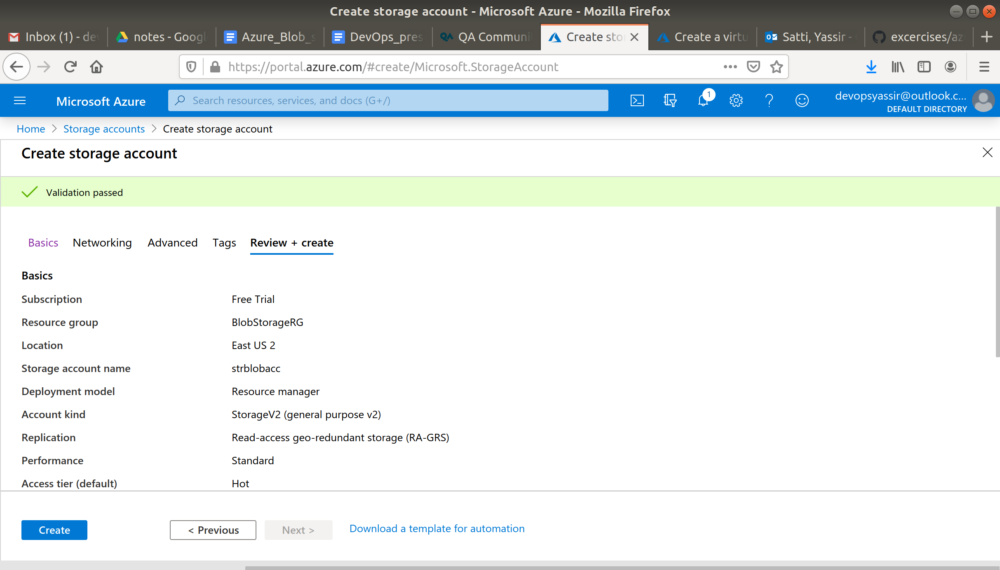 Create storage account - Microsoft Azure - Mozilla Firefox
Inbox (1) - dev notes - Googl Azure_Blob_s DevOps_pres QA Communi Create stor Create a virtu Satti, Yassir - excercises/az
https://portal.azure.com/#create/Microsoft.StorageAccount
Microsoft Azure Search resources, services, and docs (G+/) 1 devopsyassir@outlook.c...
DEFAULT DIRECTORY
Home > Storage accounts > Create storage account
Create storage account
Validation passed
Basics Networking Advanced Tags Review + create
Basics
Subscription Free Trial
Resource group BlobStorageRG
Location East US 2
Storage account name strblobacc
Deployment model Resource manager
Account kind StorageV2 (general purpose v2)
Replication Read-access geo-redundant storage (RA-GRS)
Performance Standard
Access tier (default) Hot
Create < Previous Next > Download a template for automation